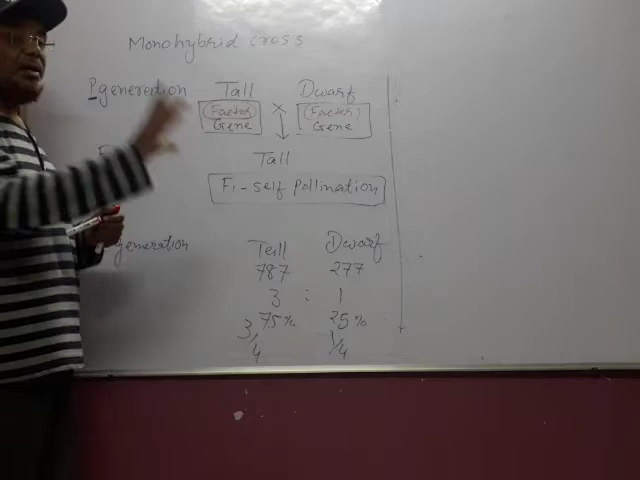 Monohybrid cross
P generation Tall Dwarf
(Factor) × (Factor)
Gene Gene
F
Tall
F1 - self pollination
generation Tall Dwarf
787 277
3 : 1
75% 25%
3/4 1/4